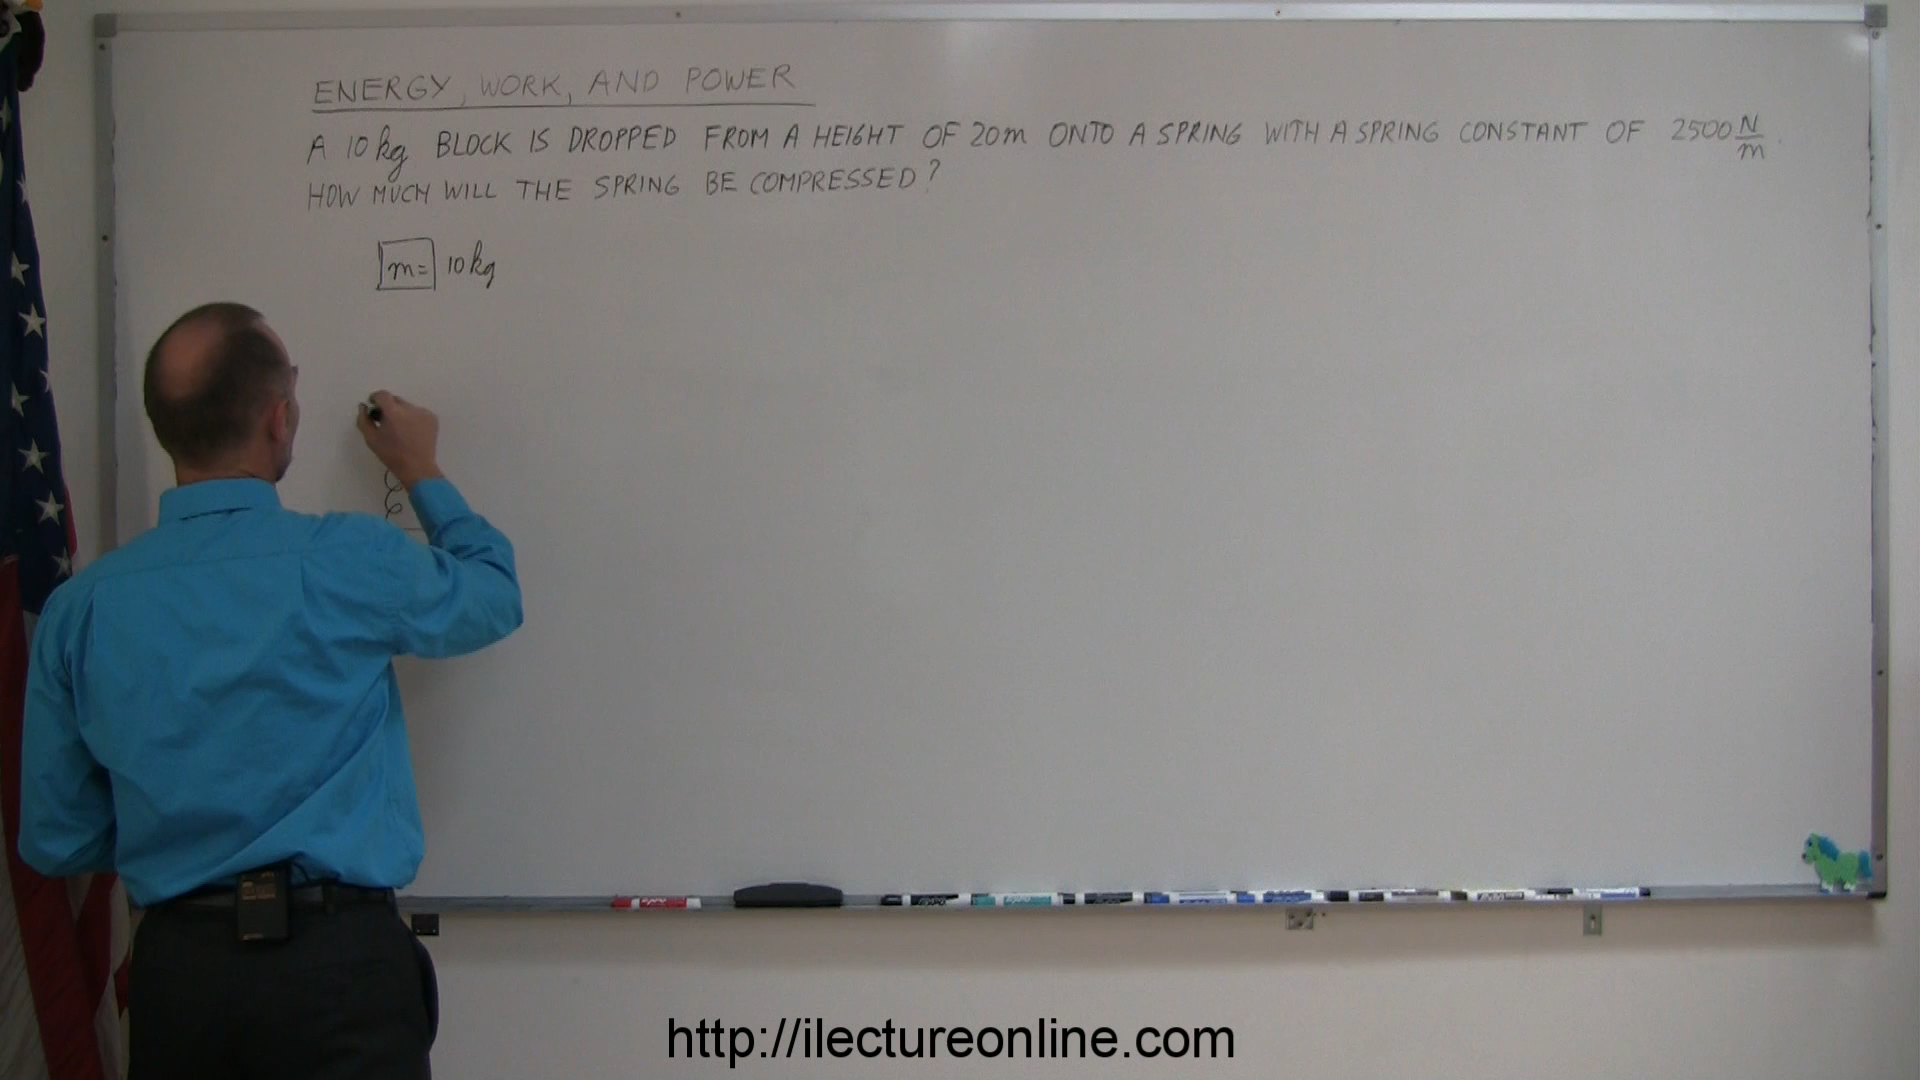 ENERGY, WORK, AND POWER
A 10 kg BLOCK IS DROPPED FROM A HEIGHT OF 20m ONTO A SPRING WITH A SPRING CONSTANT OF 2500 N/m.
HOW MUCH WILL THE SPRING BE COMPRESSED?
m= 10 kg
http://ilectureonline.com